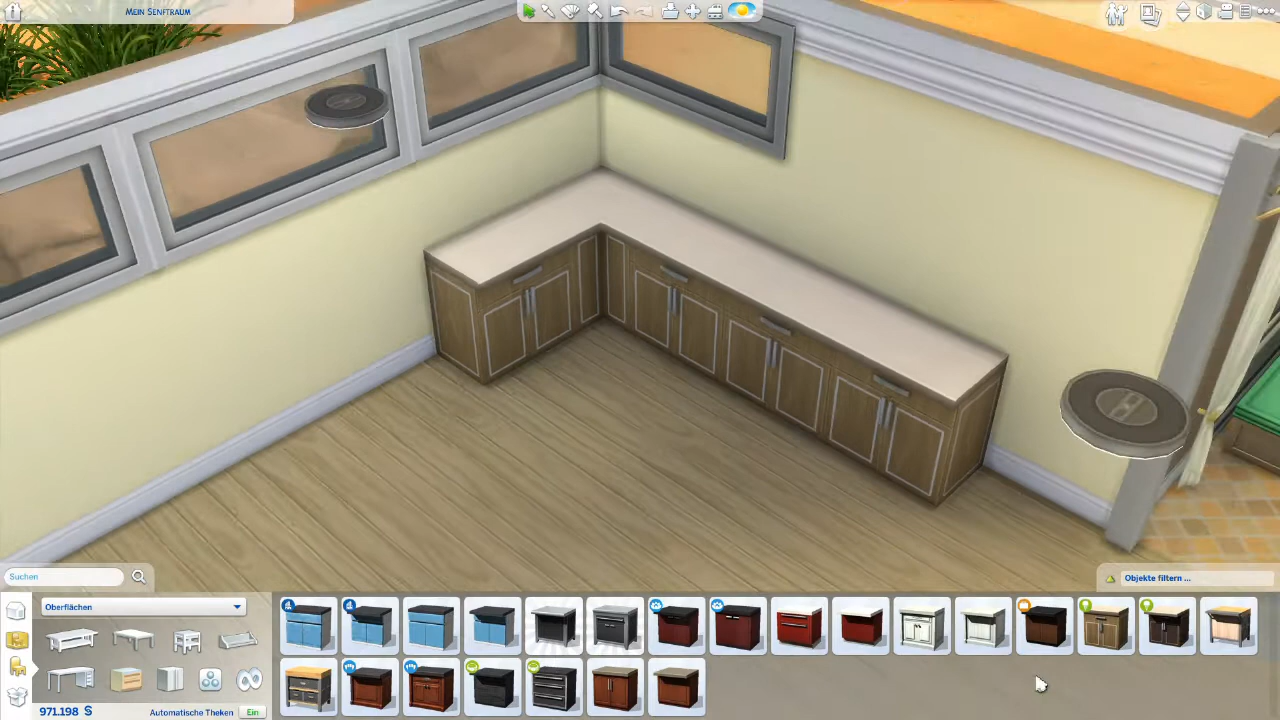 Mein Senftraum
Suchen
Objekte filtern ...
Oberflächen
971.198 $
Automatische Theken
Ein